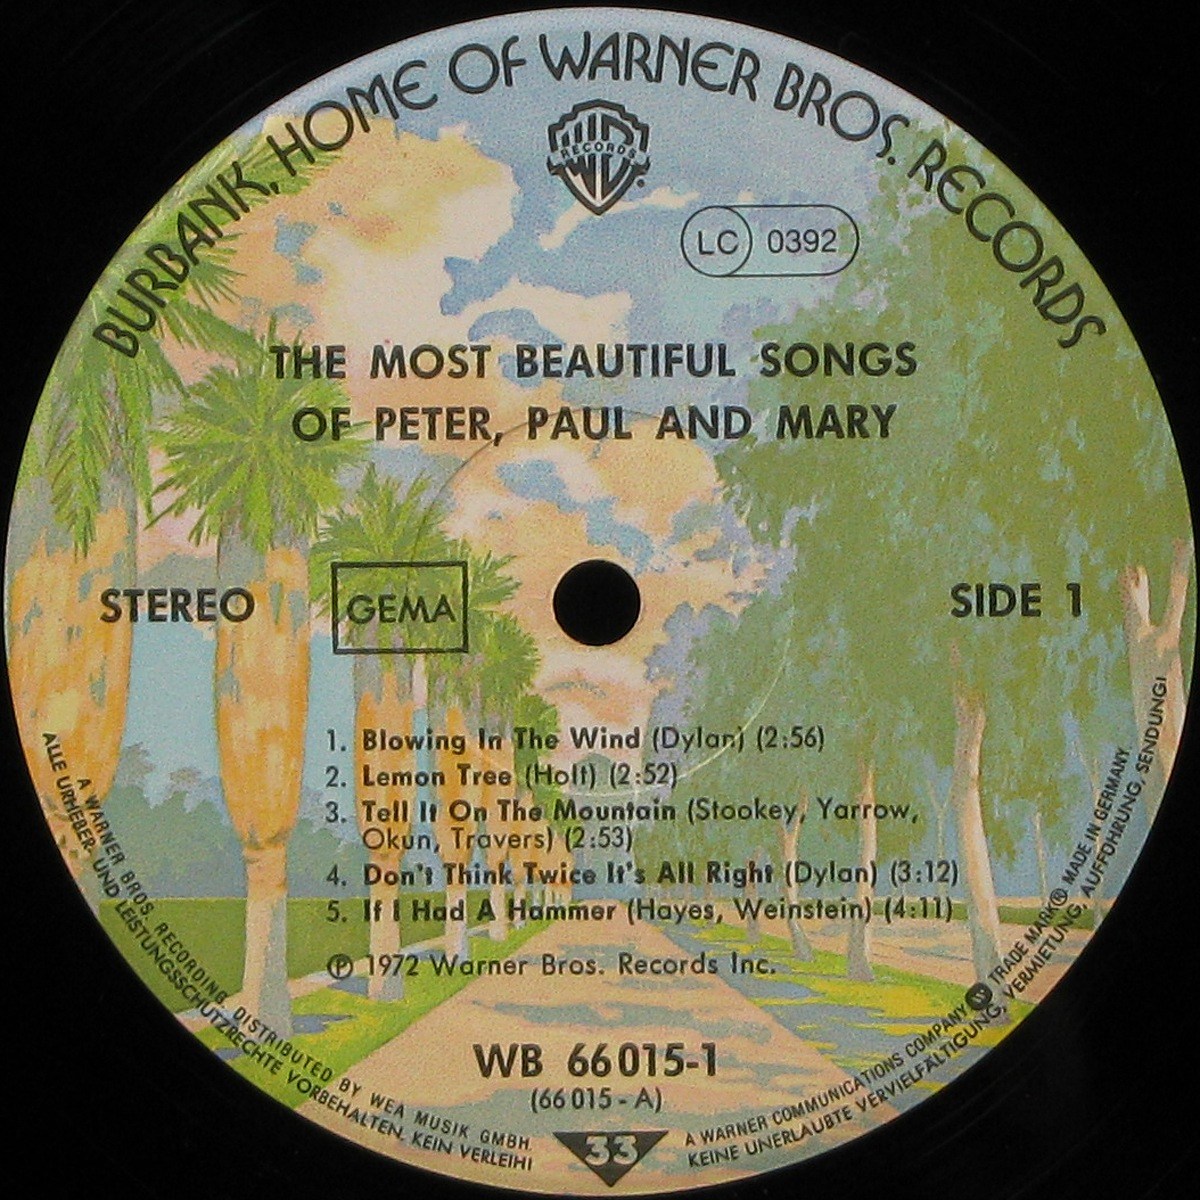 BURBANK, HOME OF WARNER BROS. RECORDS
WB
RECORDS
LC 0392
THE MOST BEAUTIFUL SONGS
OF PETER, PAUL AND MARY
STEREO GEMA SIDE 1
1. Blowing In The Wind (Dylan) (2:56)
2. Lemon Tree (Holt) (2:52)
3. Tell It On The Mountain (Stookey, Yarrow,
Okun, Travers) (2:53)
4. Don't Think Twice It's All Right (Dylan) (3:12)
5. If I Had A Hammer (Hayes, Weinstein) (4:11)
℗ 1972 Warner Bros. Records Inc.
WB 66 015-1
(66 015 - A)
33
A WARNER BROS. RECORDING DISTRIBUTED BY WEA MUSIK GMBH. A WARNER COMMUNICATIONS COMPANY TRADE MARK® MADE IN GERMANY
ALLE URHEBER- UND LEISTUNGSSCHUTZRECHTE VORBEHALTEN. KEIN VERLEIH! KEINE UNERLAUBTE VERVIELFÄLTIGUNG, VERMIETUNG, AUFFÜHRUNG, SENDUNG!